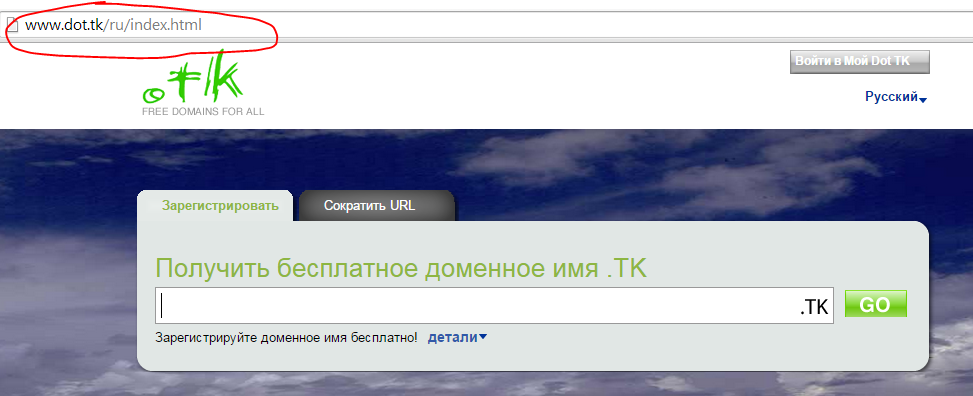 www.dot.tk/ru/index.html
.tk
FREE DOMAINS FOR ALL
Войти в Мой Dot TK
Русский
Зарегистрировать
Сократить URL
Получить бесплатное доменное имя .TK
.TK
GO
Зарегистрируйте доменное имя бесплатно! детали